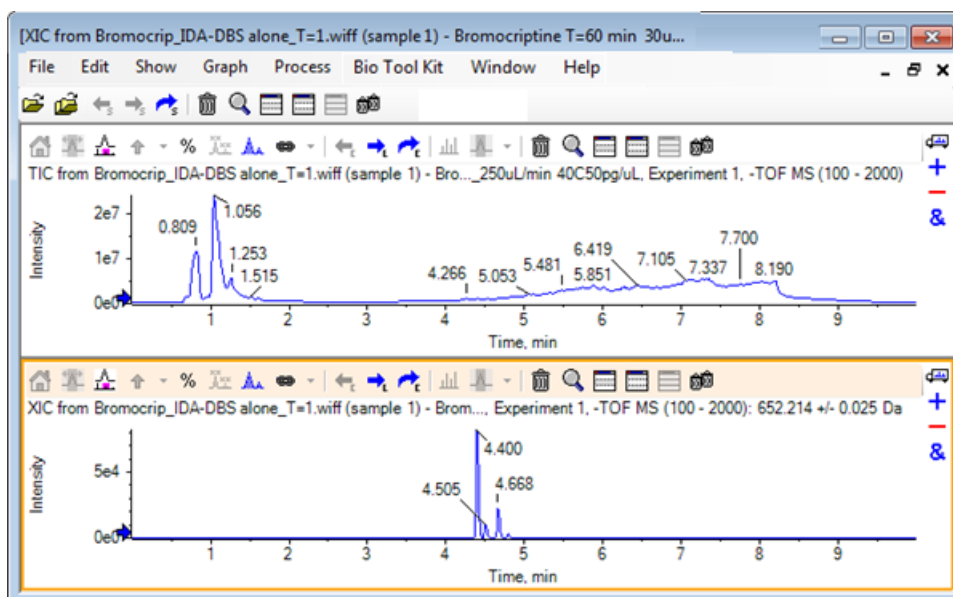 [XIC from Bromocrip_IDA-DBS alone_T=1.wiff (sample 1) - Bromocriptine T=60 min 30u...
File Edit Show Graph Process Bio Tool Kit Window Help
%
TIC from Bromocrip_IDA-DBS alone_T=1.wiff (sample 1) - Bro..._250uL/min 40C50pg/uL, Experiment 1, -TOF MS (100 - 2000)
&
Intensity
2e7
1e7
0e0
0.809
1.056
1.253
1.515
4.266
5.053
5.481
5.851
6.419
7.105
7.337
7.700
8.190
1 2 3 4 5 6 7 8 9
Time, min
%
XIC from Bromocrip_IDA-DBS alone_T=1.wiff (sample 1) - Brom..., Experiment 1, -TOF MS (100 - 2000): 652.214 +/- 0.025 Da
&
Intensity
5e4
0e0
4.400
4.505
4.668
1 2 3 4 5 6 7 8 9
Time, min